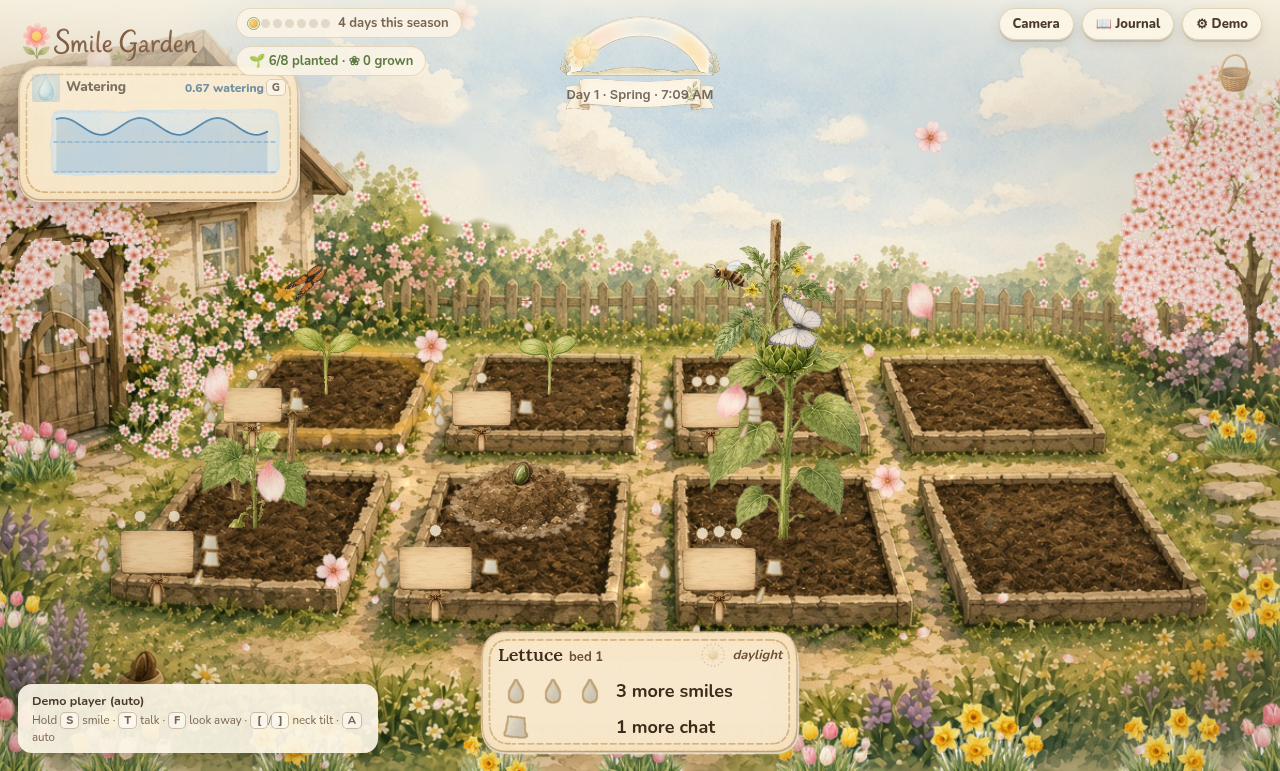 Smile Garden
4 days this season
6/8 planted · ❀ 0 grown
Day 1 · Spring · 7:09 AM
Camera
Journal
Demo
Watering
0.67 watering G
Lettuce bed 1
daylight
3 more smiles
1 more chat
Demo player (auto)
Hold S smile · T talk · F look away · [ / ] neck tilt · A
auto